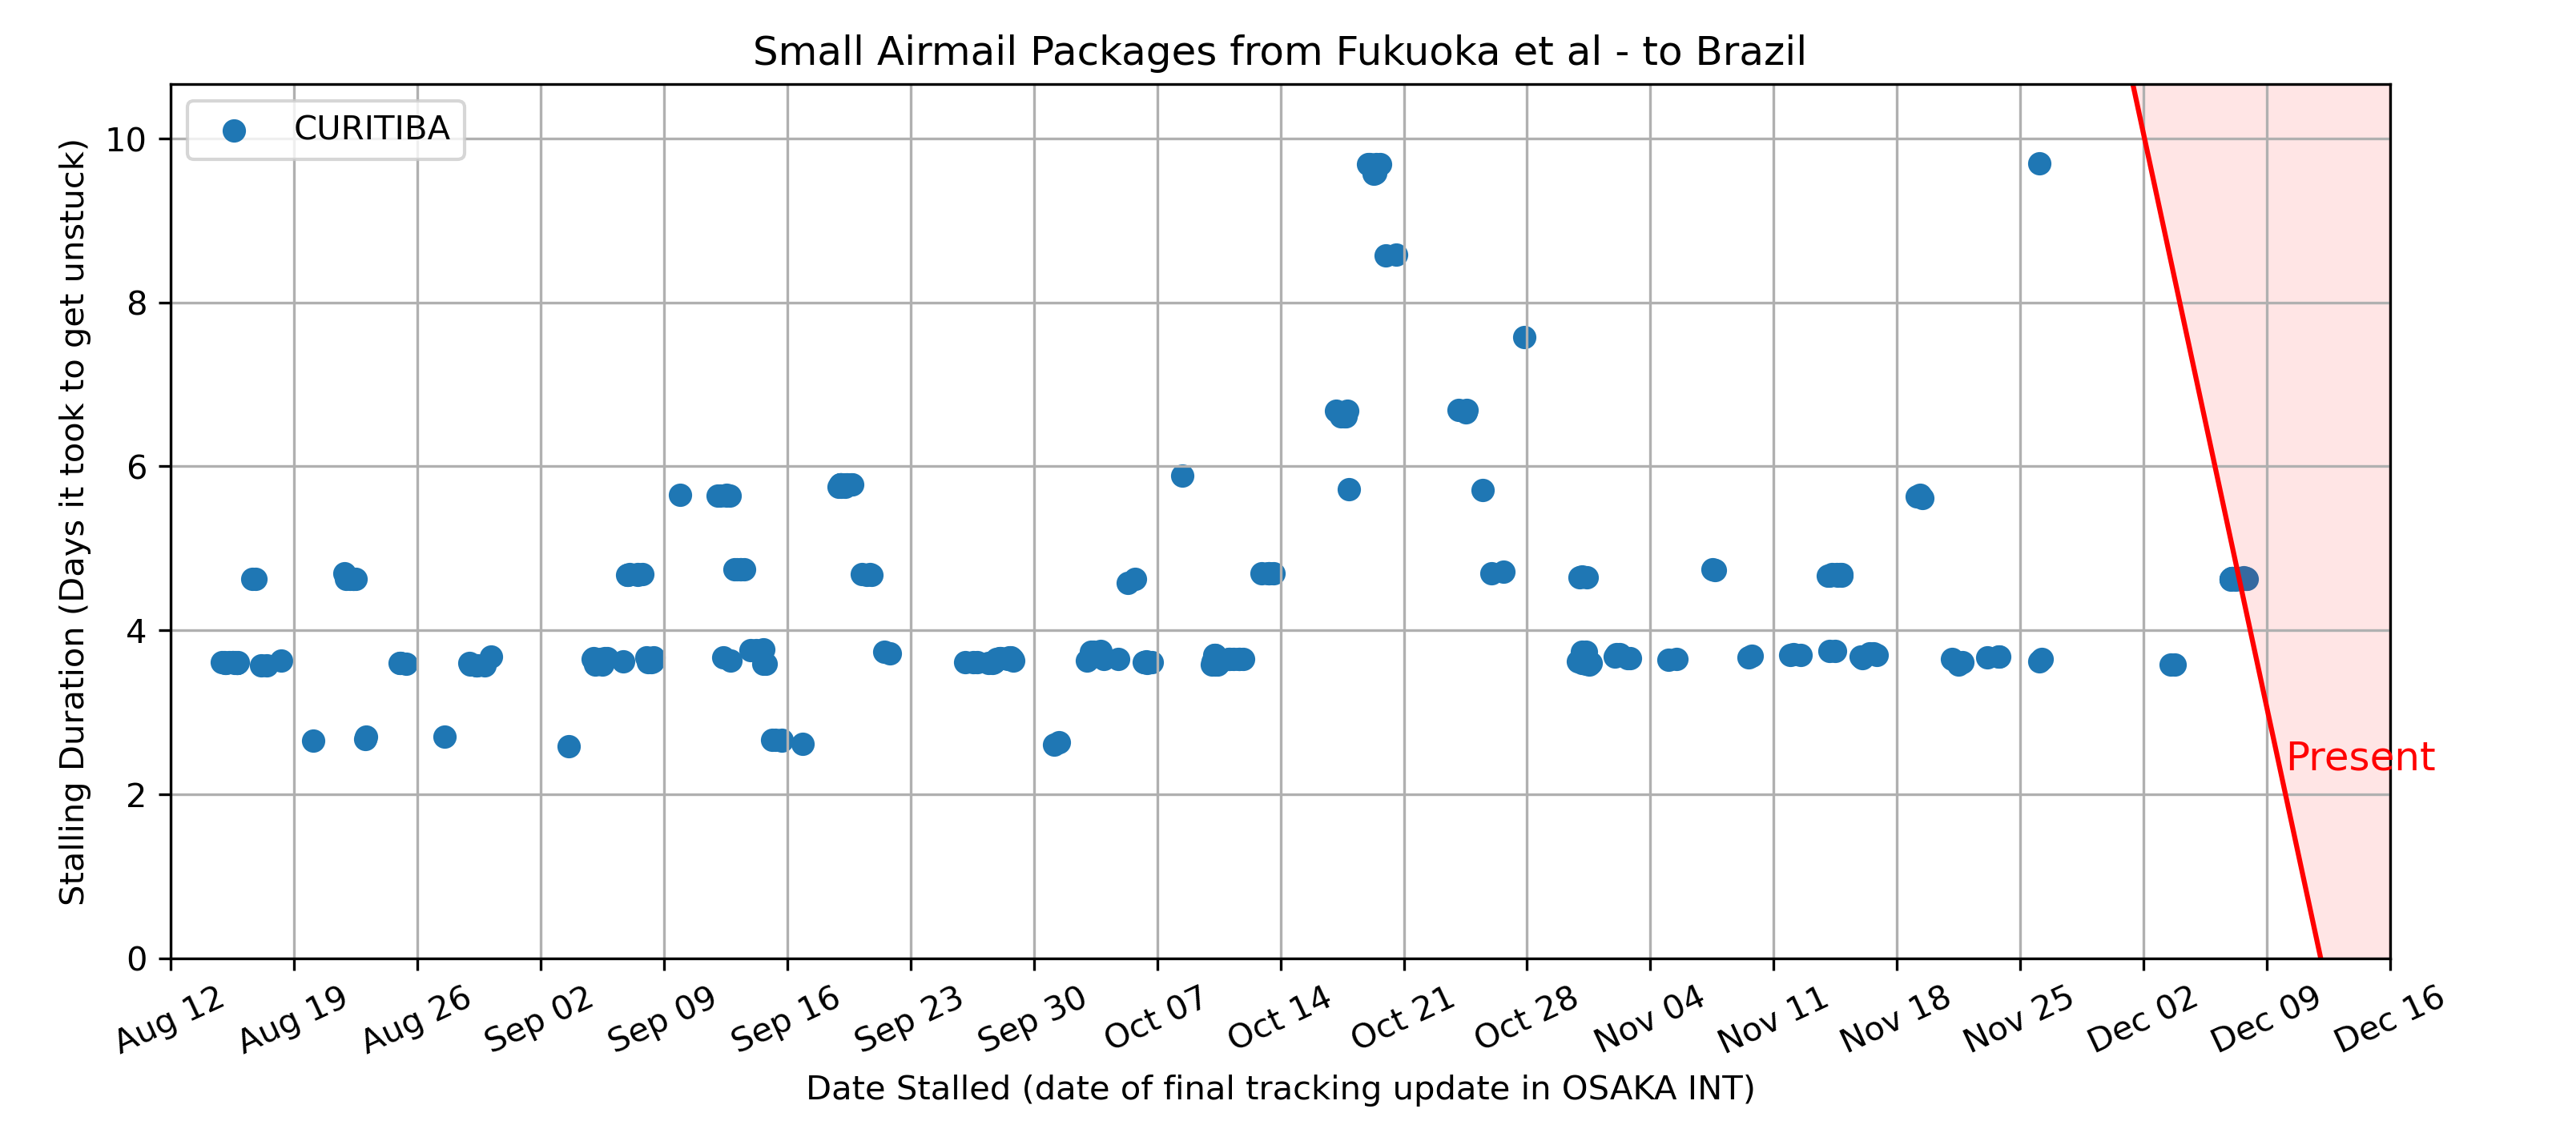 Small Airmail Packages from Fukuoka et al - to Brazil
CURITIBA
Stalling Duration (Days it took to get unstuck)
10
8
6
4
2
0
Present
Aug 12
Aug 19
Aug 26
Sep 02
Sep 09
Sep 16
Sep 23
Sep 30
Oct 07
Oct 14
Oct 21
Oct 28
Nov 04
Nov 11
Nov 18
Nov 25
Dec 02
Dec 09
Dec 16
Date Stalled (date of final tracking update in OSAKA INT)